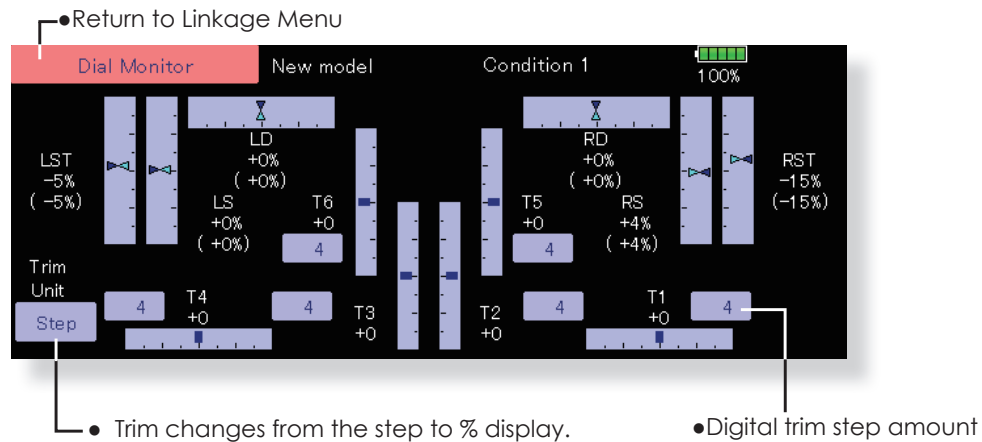 ●Return to Linkage Menu
Dial Monitor New model Condition 1 100%
LD
+0%
( +0%)
RD
+0%
( +0%)
LST
-5%
( -5%)
RST
-15%
(-15%)
LS
+0%
( +0%)
T6
+0
4
T5
+0
4
RS
+4%
( +4%)
Trim
Unit
Step
4
T4
+0
4
T3
+0
T2
+0
4
T1
+0
4
● Trim changes from the step to % display.
●Digital trim step amount